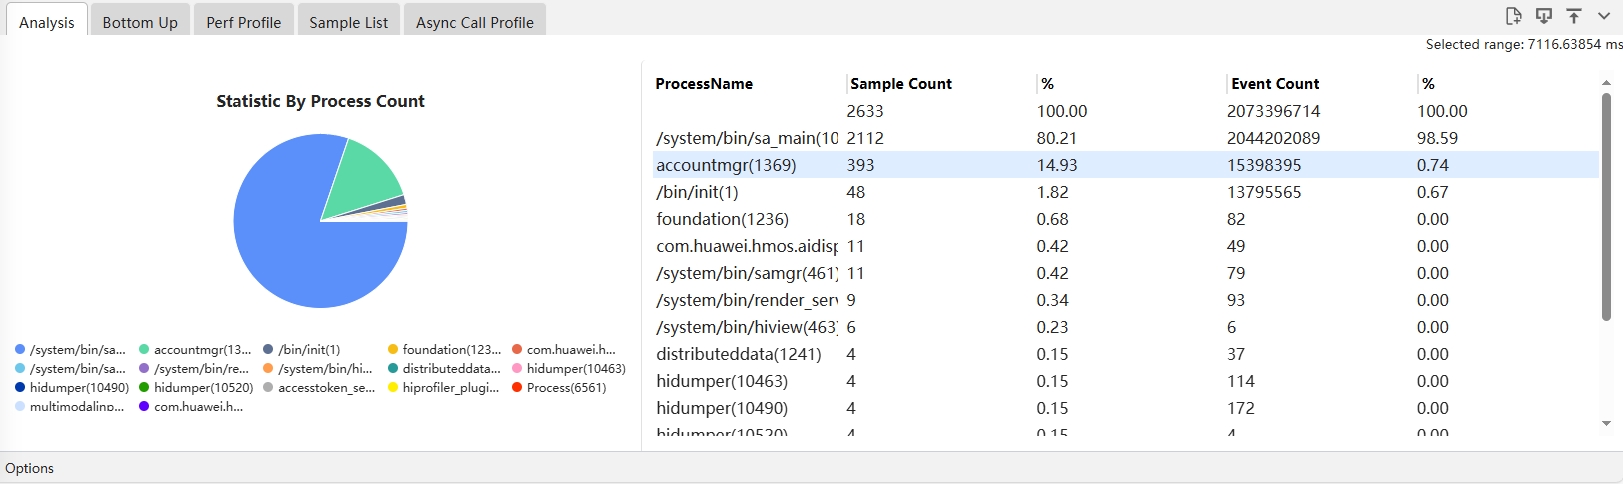 Analysis Bottom Up Perf Profile Sample List Async Call Profile
Selected range: 7116.63854 ms
Statistic By Process Count
/system/bin/sa... accountmgr(13... /bin/init(1) foundation(123... com.huawei.h...
/system/bin/sa... /system/bin/re... /system/bin/hi... distributeddata... hidumper(10463)
hidumper(10490) hidumper(10520) accesstoken_se... hiprofiler_plugi... Process(6561)
multimodalinp... com.huawei.h...
ProcessName Sample Count % Event Count %
2633 100.00 2073396714 100.00
/system/bin/sa_main(10 2112 80.21 2044202089 98.59
accountmgr(1369) 393 14.93 15398395 0.74
/bin/init(1) 48 1.82 13795565 0.67
foundation(1236) 18 0.68 82 0.00
com.huawei.hmos.aidisp 11 0.42 49 0.00
/system/bin/samgr(461) 11 0.42 79 0.00
/system/bin/render_serv 9 0.34 93 0.00
/system/bin/hiview(463) 6 0.23 6 0.00
distributeddata(1241) 4 0.15 37 0.00
hidumper(10463) 4 0.15 114 0.00
hidumper(10490) 4 0.15 172 0.00
hidumper(10520) 4 0.15 4 0.00
Options